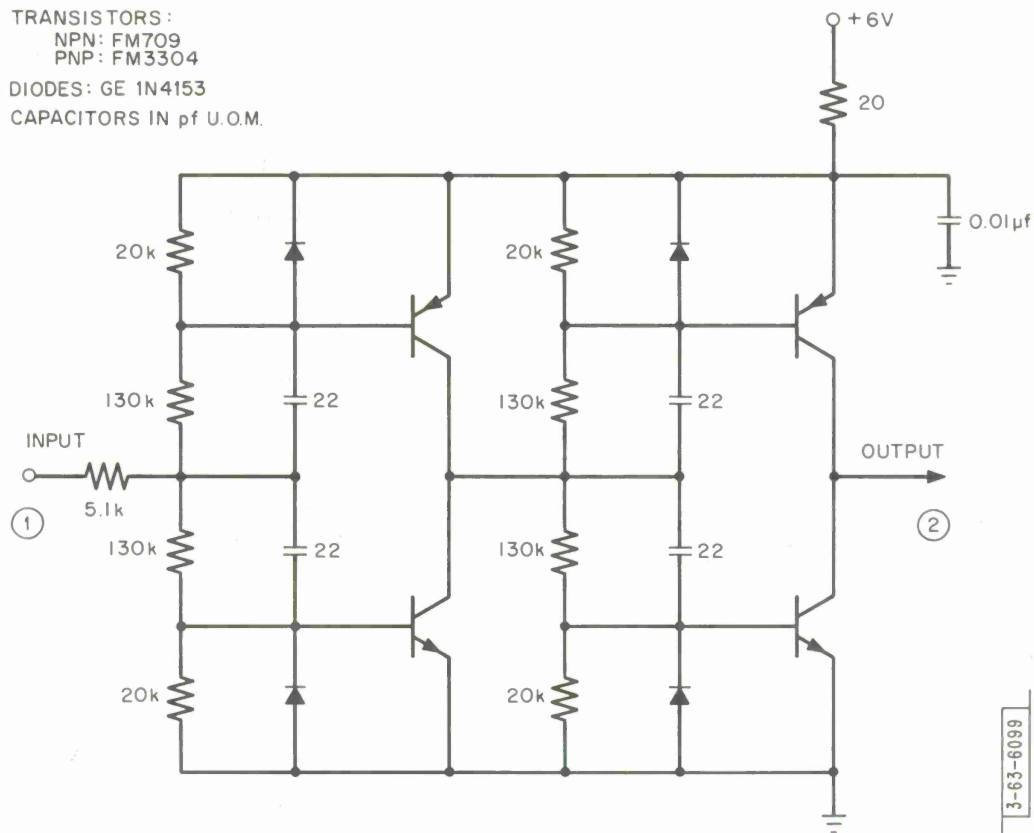 TRANSISTORS:
NPN: FM709
PNP: FM3304
DIODES: GE 1N4153
CAPACITORS IN pf U.O.M.
+6V
20
0.01µf
20k
20k
130k
22
130k
22
INPUT
OUTPUT
5.1k
1
2
130k
22
130k
22
20k
20k
3-63-6099